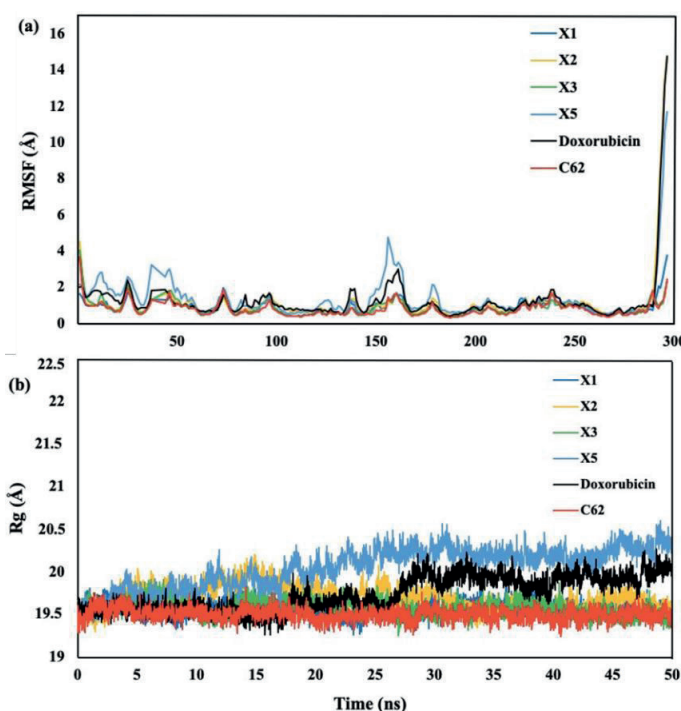 (a)
X1
X2
X3
X5
Doxorubicin
C62
16
14
12
10
8
6
4
2
0
RMSF (Å)
50 100 150 200 250 300
(b)
X1
X2
X3
X5
Doxorubicin
C62
22.5
22
21.5
21
20.5
20
19.5
19
Rg (Å)
0 5 10 15 20 25 30 35 40 45 50
Time (ns)